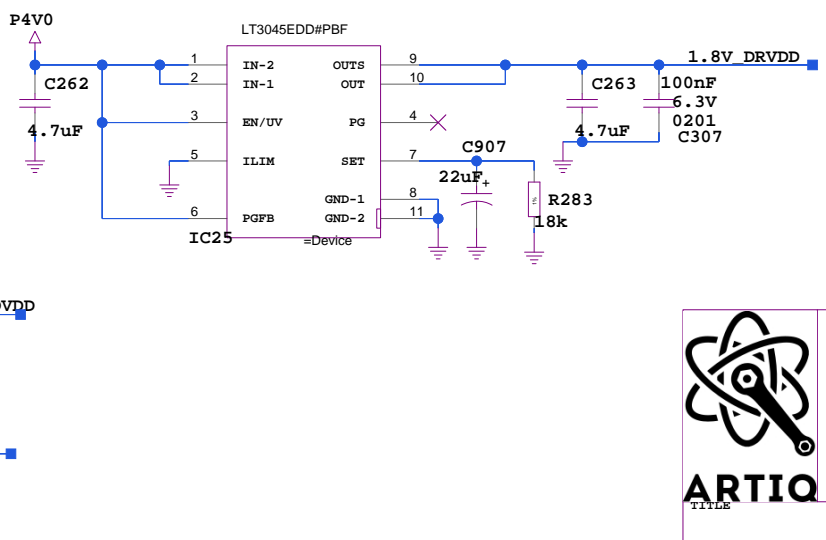 P4V0
LT3045EDD#PBF
1 IN-2 OUTS 9 1.8V_DRVDD
C262 2 IN-1 OUT 10 C263 100nF
6.3V
4.7uF 3 EN/UV PG 4 4.7uF 0201
C307
5 ILIM SET 7 C907
22uF+
GND-1 8 1% R283
6 PGFB GND-2 11 18k
IC25 =Device
VDD
ARTIQ
TITLE